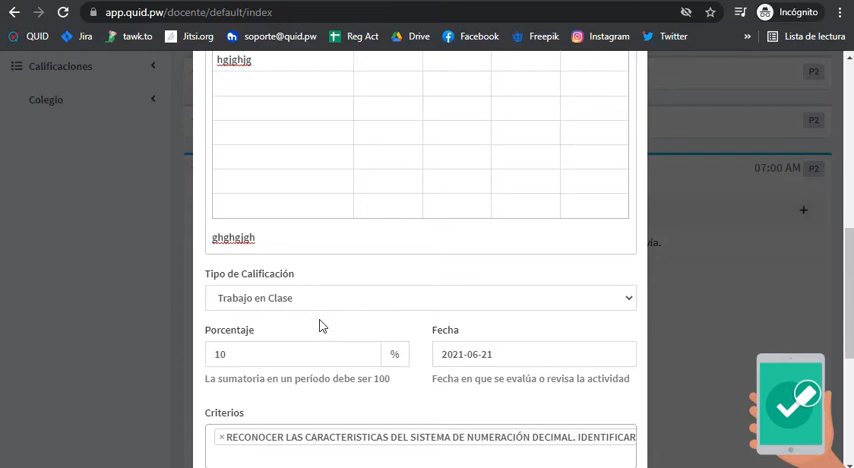 app.quid.pw/docente/default/index
Incógnito
QUID
Jira
tawk.to
Jitsi.org
soporte@quid.pw
Reg Act
Drive
Facebook
Freepik
Instagram
Twitter
»
Lista de lectura
Calificaciones
Colegio
hgjghjg
P2
P2
07:00 AM P2
+
vía.
ghghgjgh
Tipo de Calificación
Trabajo en Clase
Porcentaje
Fecha
10 %
2021-06-21
La sumatoria en un período debe ser 100
Fecha en que se evalúa o revisa la actividad
Criterios
× RECONOCER LAS CARACTERISTICAS DEL SISTEMA DE NUMERACIÓN DECIMAL. IDENTIFICAR